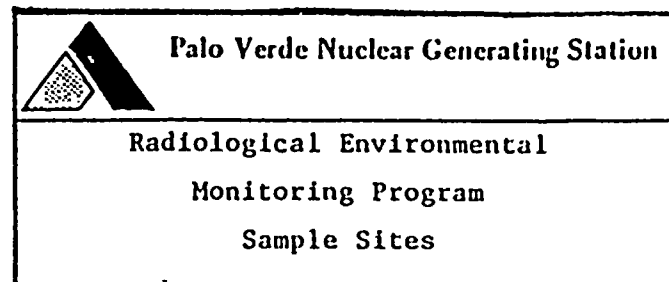 Palo Verde Nuclear Generating Station
Radiological Environmental
Monitoring Program
Sample Sites